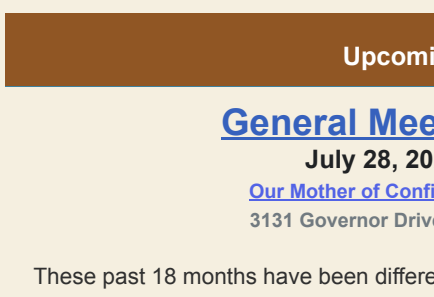 Upcomi
General Mee
July 28, 20
Our Mother of Confi
3131 Governor Drive
These past 18 months have been differe